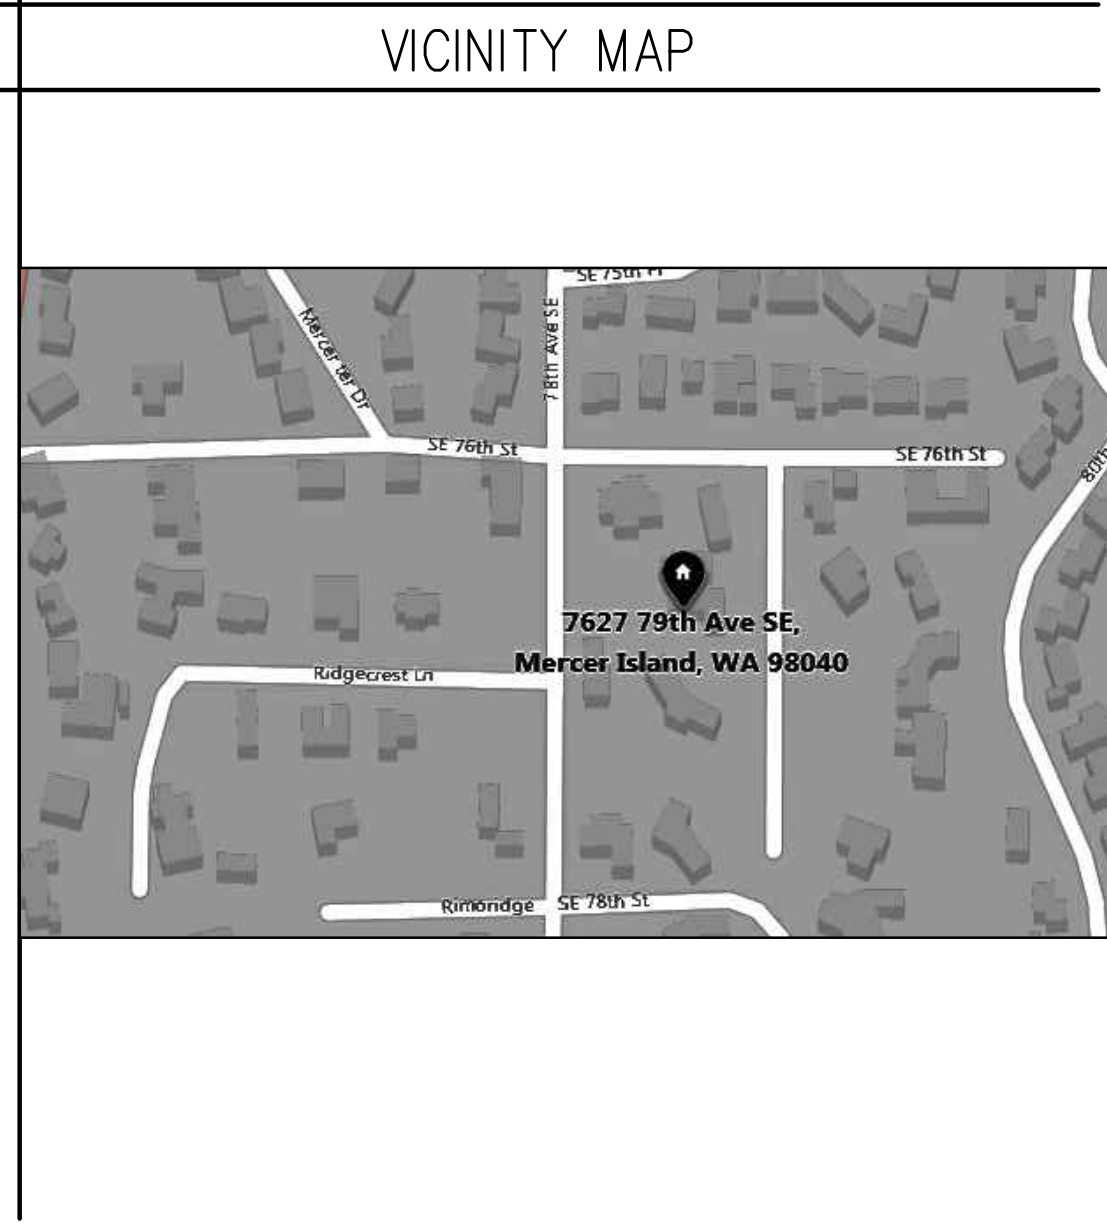 VICINITY MAP
SE 75th Pl
78th Ave SE
Mercer ter Dr
SE 76th St
SE 76th St
80th
7627 79th Ave SE,
Mercer Island, WA 98040
Ridgecrest Ln
Rimondge
SE 78th St